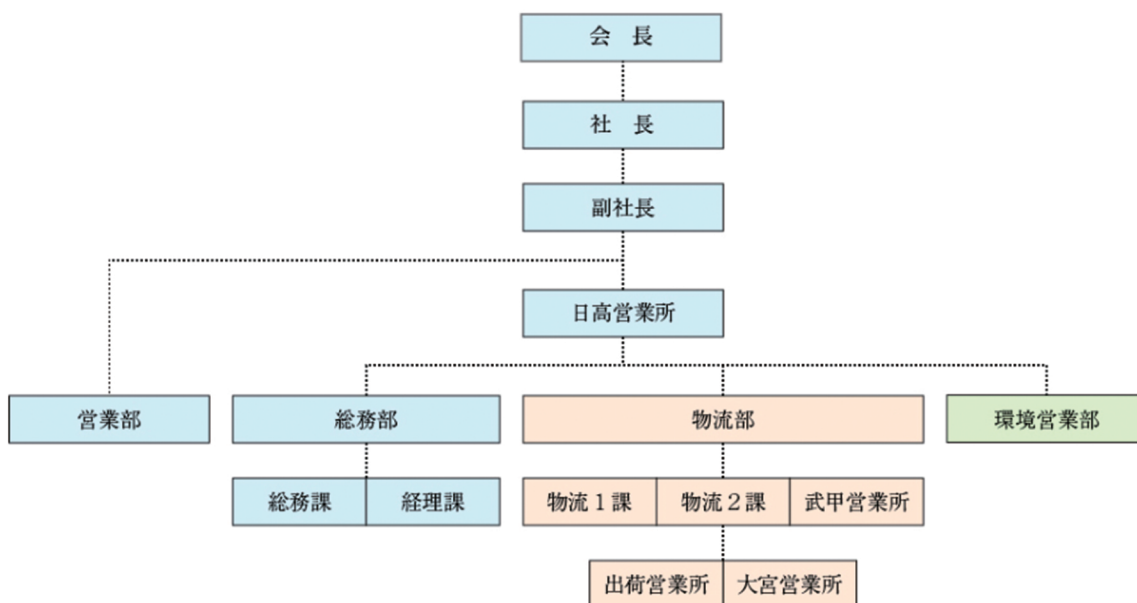 会　長
社　長
副社長
日高営業所
営業部
総務部
物流部
環境営業部
総務課
経理課
物流１課
物流２課
武甲営業所
出荷営業所
大宮営業所